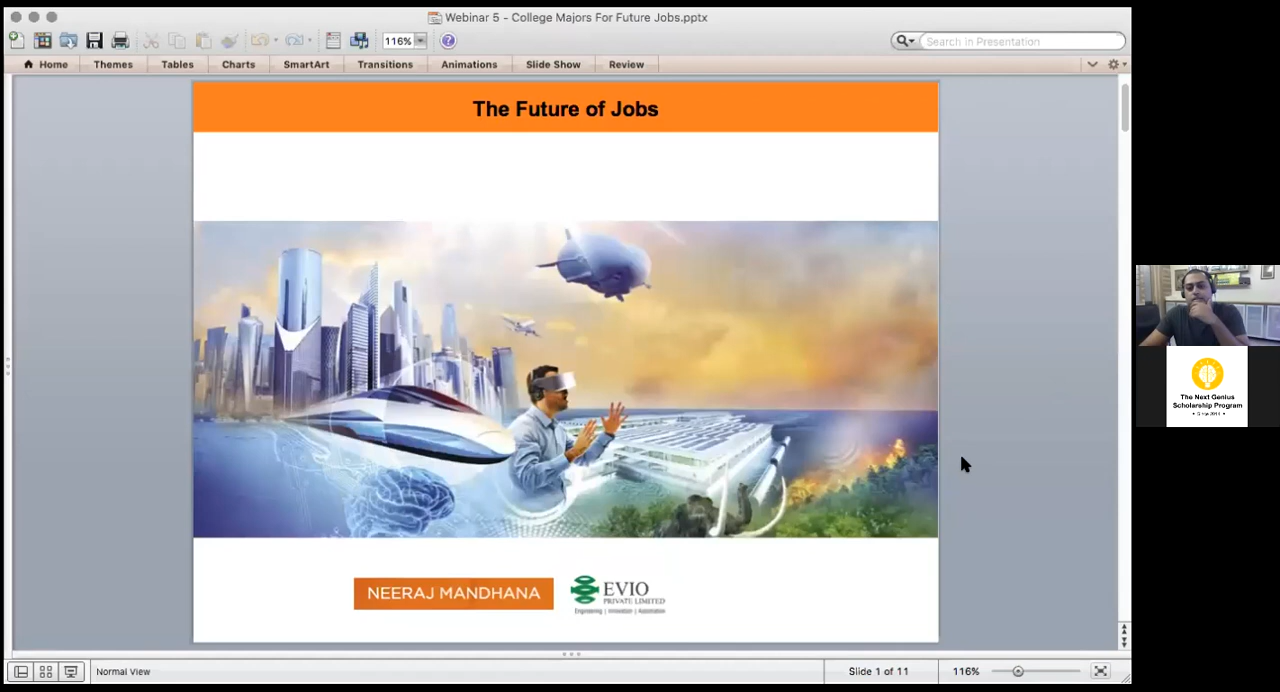 Webinar 5 - College Majors For Future Jobs.pptx
116%
Search in Presentation
Home Themes Tables Charts SmartArt Transitions Animations Slide Show Review
The Future of Jobs
NEERAJ MANDHANA
EVIO
PRIVATE LIMITED
Engineering | Innovation | Automation
The Next Genius
Scholarship Program
Normal View
Slide 1 of 11
116%